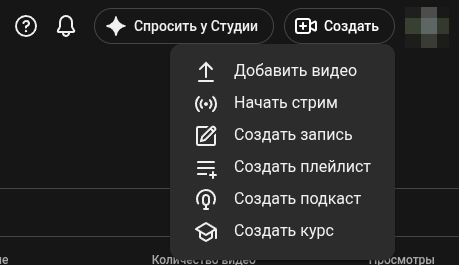 Спросить у Студии
Создать
Добавить видео
Начать стрим
Создать запись
Создать плейлист
Создать подкаст
Создать курс
Количество видео
Просмотры